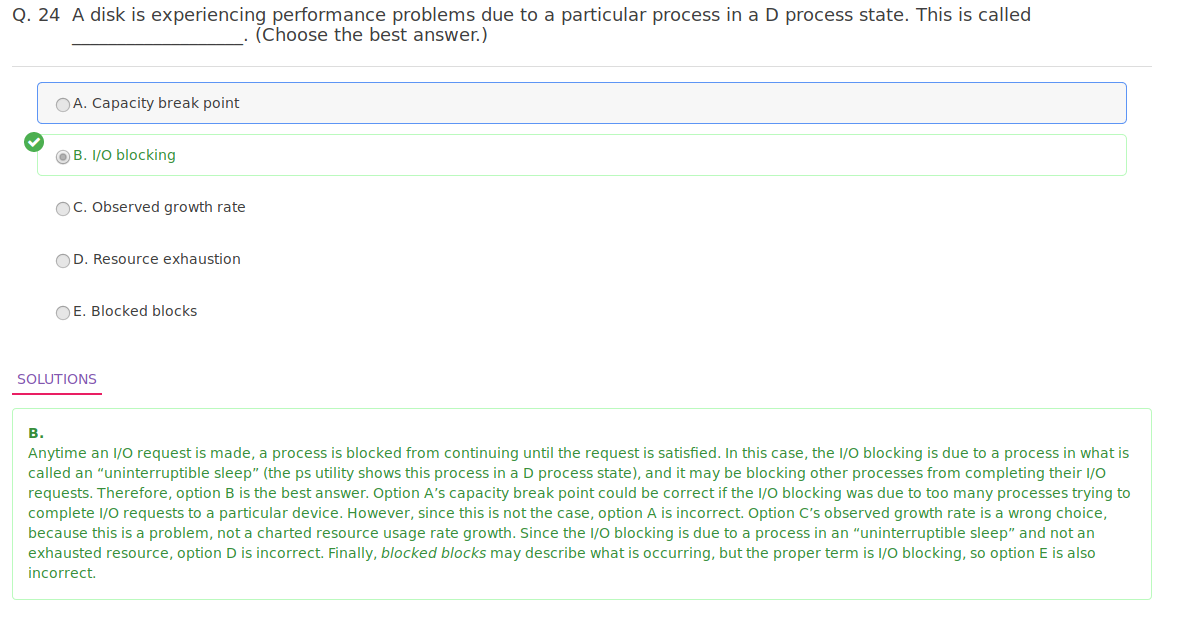 Q. 24 A disk is experiencing performance problems due to a particular process in a D process state. This is called
___________________. (Choose the best answer.)
A. Capacity break point
B. I/O blocking
C. Observed growth rate
D. Resource exhaustion
E. Blocked blocks
SOLUTIONS
B.
Anytime an I/O request is made, a process is blocked from continuing until the request is satisfied. In this case, the I/O blocking is due to a process in what is
called an “uninterruptible sleep” (the ps utility shows this process in a D process state), and it may be blocking other processes from completing their I/O
requests. Therefore, option B is the best answer. Option A’s capacity break point could be correct if the I/O blocking was due to too many processes trying to
complete I/O requests to a particular device. However, since this is not the case, option A is incorrect. Option C’s observed growth rate is a wrong choice,
because this is a problem, not a charted resource usage rate growth. Since the I/O blocking is due to a process in an “uninterruptible sleep” and not an
exhausted resource, option D is incorrect. Finally, blocked blocks may describe what is occurring, but the proper term is I/O blocking, so option E is also
incorrect.